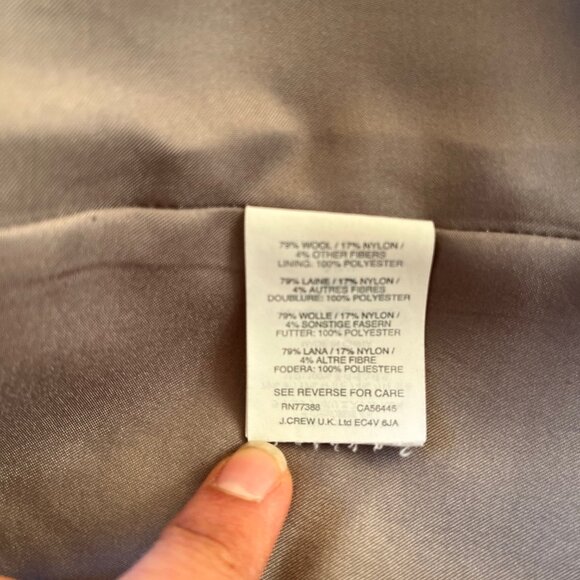 79% WOOL / 17% NYLON /
4% OTHER FIBERS
LINING: 100% POLYESTER
79% LAINE / 17% NYLON /
4% AUTRES FIBRES
DOUBLURE: 100% POLYESTER
79% WOLLE / 17% NYLON /
4% SONSTIGE FASERN
FUTTER: 100% POLYESTER
79% LANA / 17% NYLON /
4% ALTRE FIBRE
FODERA: 100% POLIESTERE
SEE REVERSE FOR CARE
RN77388 CA56445
J.CREW U.K. Ltd EC4V 6JA